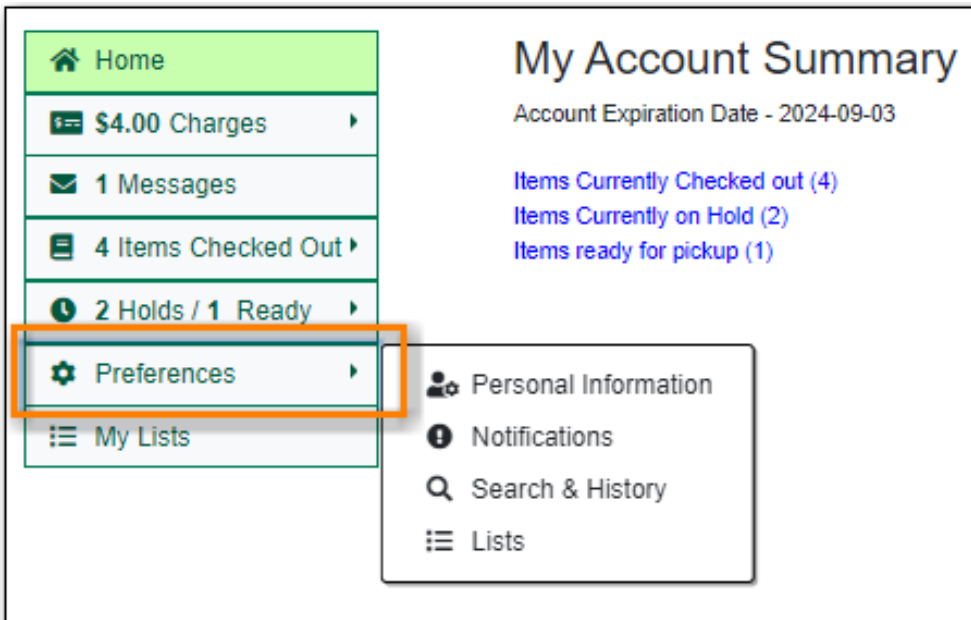 Home
$4.00 Charges
1 Messages
4 Items Checked Out
2 Holds / 1 Ready
Preferences
My Lists
My Account Summary
Account Expiration Date - 2024-09-03
Items Currently Checked out (4)
Items Currently on Hold (2)
Items ready for pickup (1)
Personal Information
Notifications
Search & History
Lists